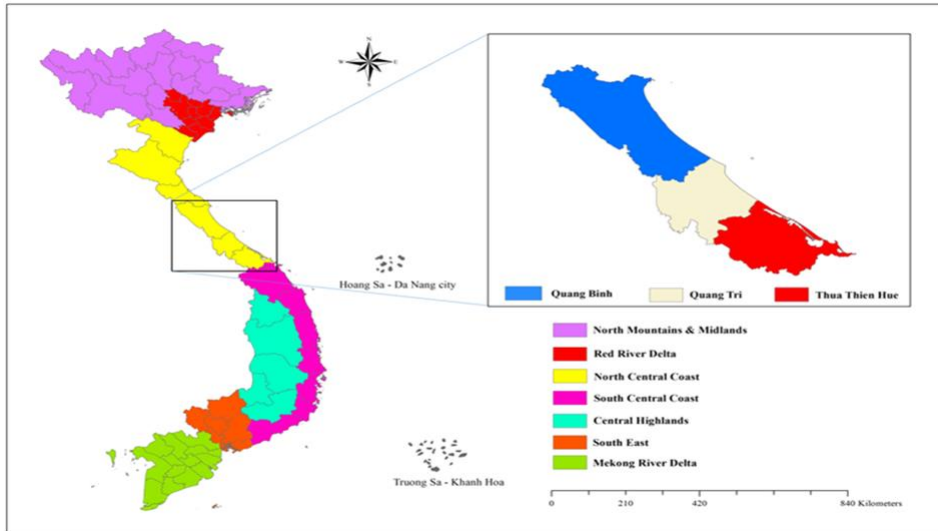 N
W
E
S
Hoang Sa - Da Nang city
Quang Binh
Quang Tri
Thua Thien Hue
North Mountains & Midlands
Red River Delta
North Central Coast
South Central Coast
Central Highlands
South East
Mekong River Delta
Truong Sa - Khanh Hoa
0 210 420 840 Kilometers